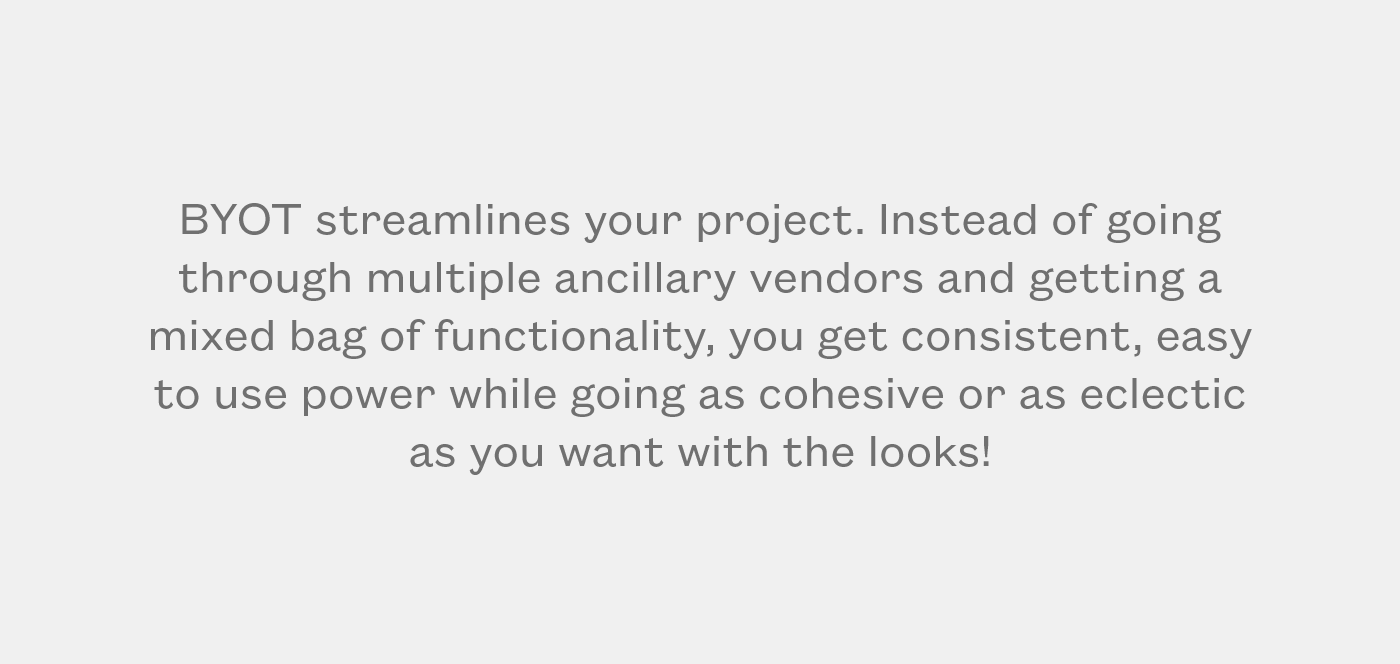 BYOT streamlines your project. Instead of going
through multiple ancillary vendors and getting a
mixed bag of functionality, you get consistent, easy
to use power while going as cohesive or as eclectic
as you want with the looks!